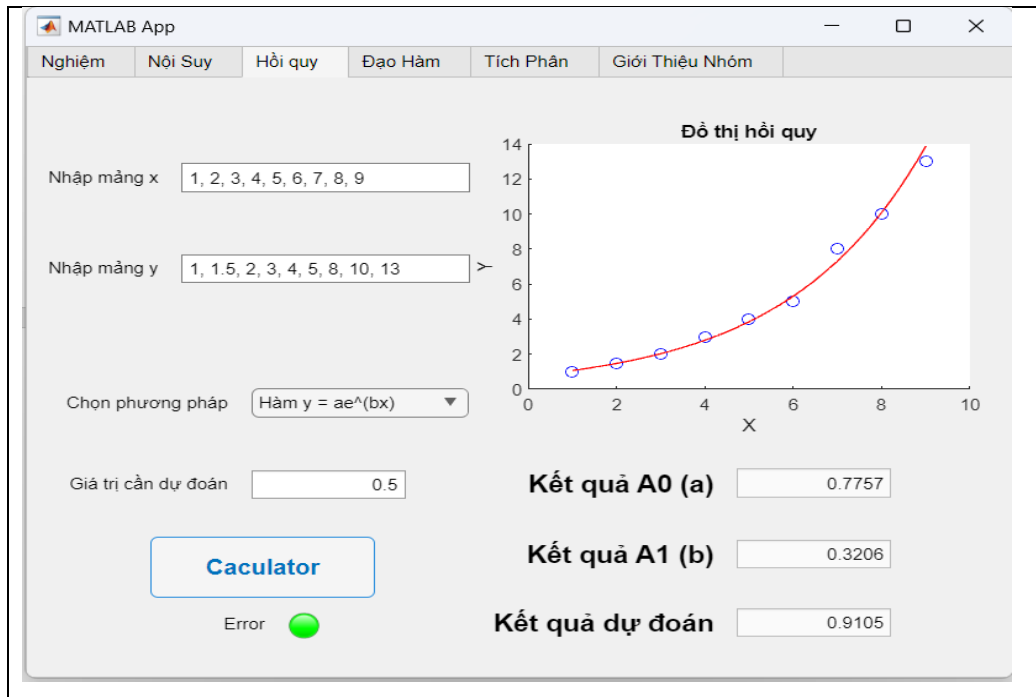 MATLAB App
Nghiệm Nội Suy Hồi quy Đạo Hàm Tích Phân Giới Thiệu Nhóm
Nhập mảng x 1, 2, 3, 4, 5, 6, 7, 8, 9
Nhập mảng y 1, 1.5, 2, 3, 4, 5, 8, 10, 13
Chọn phương pháp Hàm y = ae^(bx)
Giá trị cần dự đoán 0.5
Caculator
Error
Đồ thị hồi quy
14
12
10
8
6
4
2
0
Y
0 2 4 6 8 10
X
Kết quả A0 (a) 0.7757
Kết quả A1 (b) 0.3206
Kết quả dự đoán 0.9105